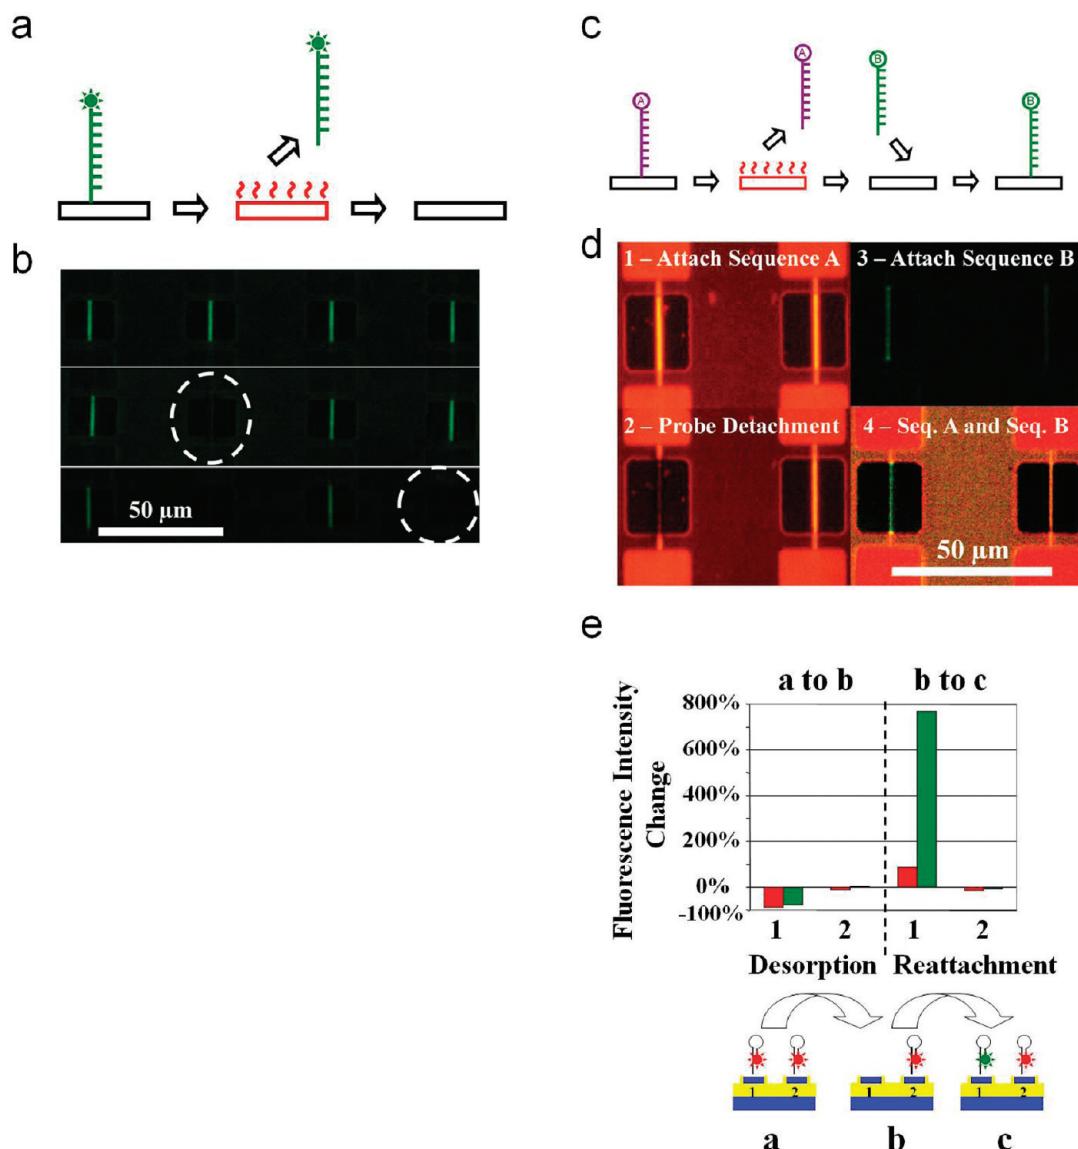 a
b
50 µm
c
A
A
B
B
d
1 – Attach Sequence A
3 – Attach Sequence B
2 – Probe Detachment
4 – Seq. A and Seq. B
50 µm
e
a to b
b to c
Fluorescence Intensity
Change
800%
600%
400%
200%
0%
-100%
1
2
1
2
Desorption
Reattachment
1
2
1
2
1
2
a
b
c